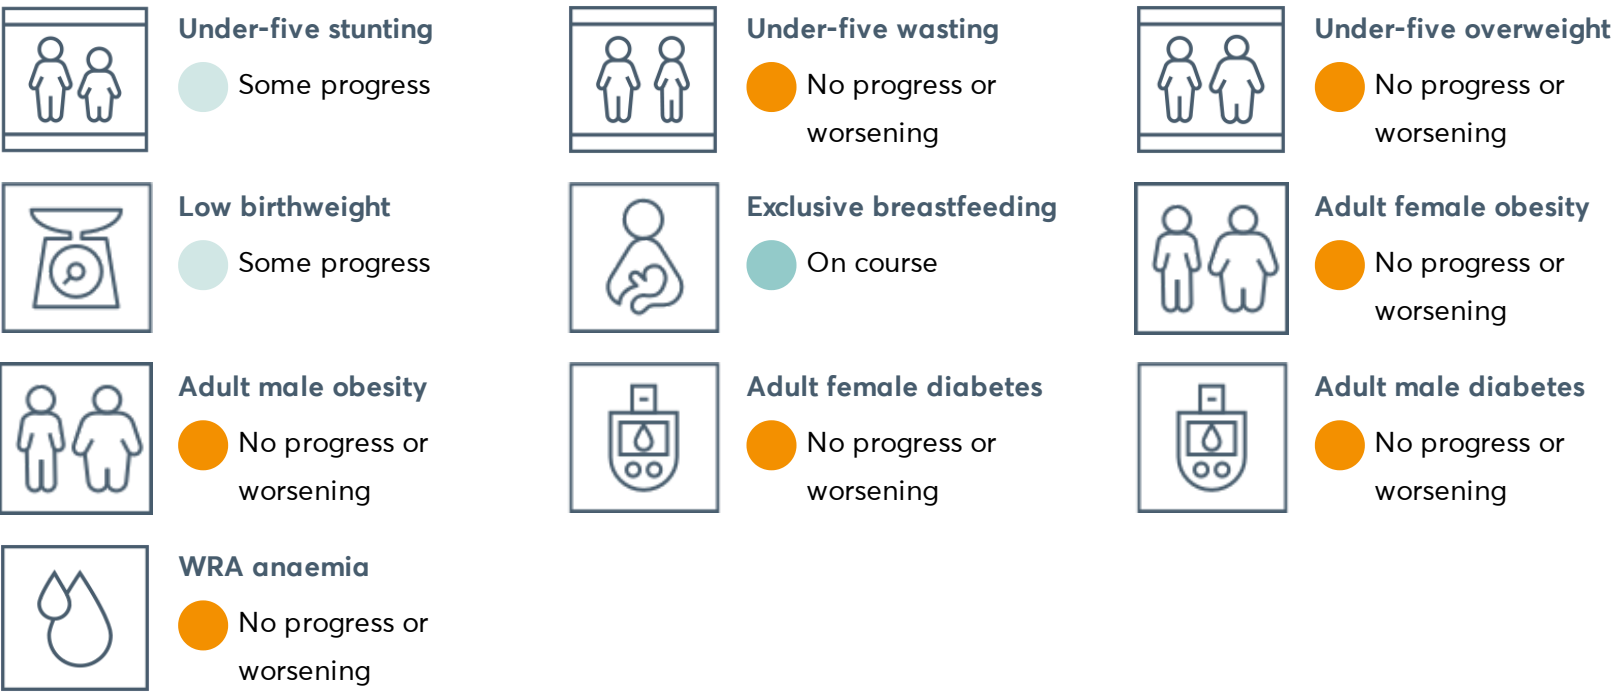 Under-five stunting
Some progress
Under-five wasting
No progress or
worsening
Under-five overweight
No progress or
worsening
Low birthweight
Some progress
Exclusive breastfeeding
On course
Adult female obesity
No progress or
worsening
Adult male obesity
No progress or
worsening
Adult female diabetes
No progress or
worsening
Adult male diabetes
No progress or
worsening
WRA anaemia
No progress or
worsening